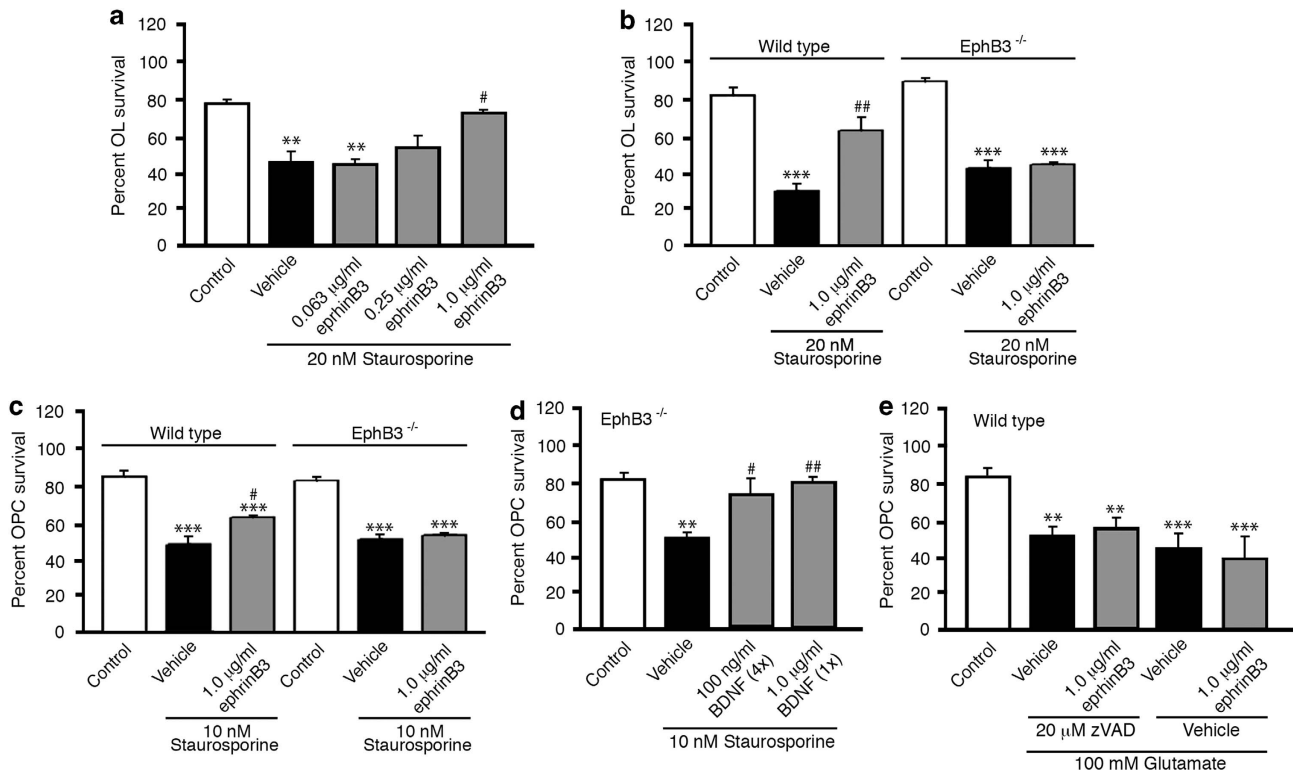 a
120
100
80
60
40
20
0
Percent OL survival
**
**
#
Control
Vehicle
0.063 µg/ml
eprhinB3
0.25 µg/ml
ephrinB3
1.0 µg/ml
ephrinB3
20 nM Staurosporine
b
120
100
80
60
40
20
0
Percent OL survival
Wild type
EphB3 -/-
***
##
***
***
Control
Vehicle
1.0 µg/ml
ephrinB3
Control
Vehicle
1.0 µg/ml
ephrinB3
20 nM
Staurosporine
20 nM
Staurosporine
c
120
100
80
60
40
20
0
Percent OPC survival
Wild type
EphB3 -/-
***
#
***
***
***
Control
Vehicle
1.0 µg/ml
ephrinB3
Control
Vehicle
1.0 µg/ml
ephrinB3
10 nM
Staurosporine
10 nM
Staurosporine
d
120
100
80
60
40
20
0
Percent OPC survival
EphB3 -/-
**
#
##
Control
Vehicle
100 ng/ml
BDNF (4x)
1.0 µg/ml
BDNF (1x)
10 nM Staurosporine
e
120
100
80
60
40
20
0
Percent OPC survival
Wild type
**
**
***
***
Control
Vehicle
1.0 µg/ml
eprhinB3
Vehicle
1.0 µg/ml
ephrinB3
20 µM zVAD
Vehicle
100 mM Glutamate